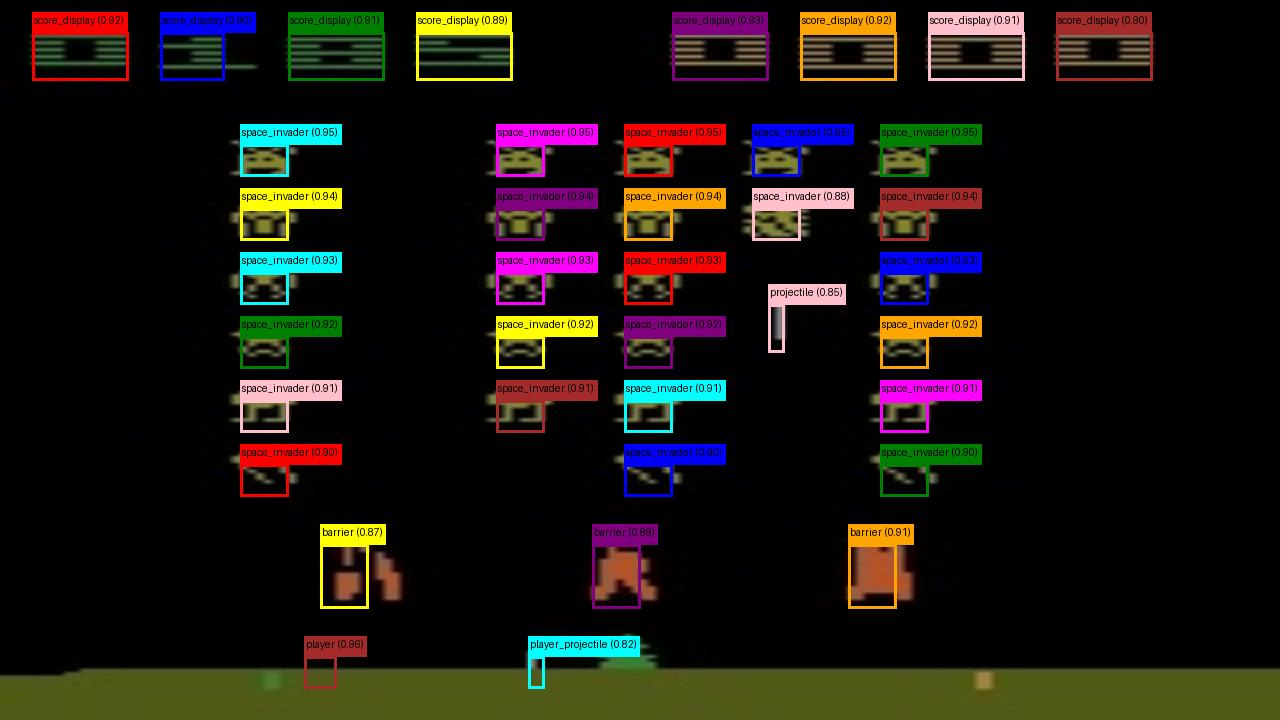 score_display (0.92) score_display (0.90) score_display (0.91) score_display (0.89) score_display (0.93) score_display (0.92) score_display (0.91) score_display (0.90)
space_invader (0.95) space_invader (0.95) space_invader (0.95) space_invader (0.95) space_invader (0.95)
space_invader (0.94) space_invader (0.94) space_invader (0.94) space_invader (0.88) space_invader (0.94)
space_invader (0.93) space_invader (0.93) space_invader (0.93) space_invader (0.93)
projectile (0.85)
space_invader (0.92) space_invader (0.92) space_invader (0.92) space_invader (0.92)
space_invader (0.91) space_invader (0.91) space_invader (0.91) space_invader (0.91)
space_invader (0.90) space_invader (0.90) space_invader (0.90)
barrier (0.87) barrier (0.89) barrier (0.91)
player (0.96) player_projectile (0.82)